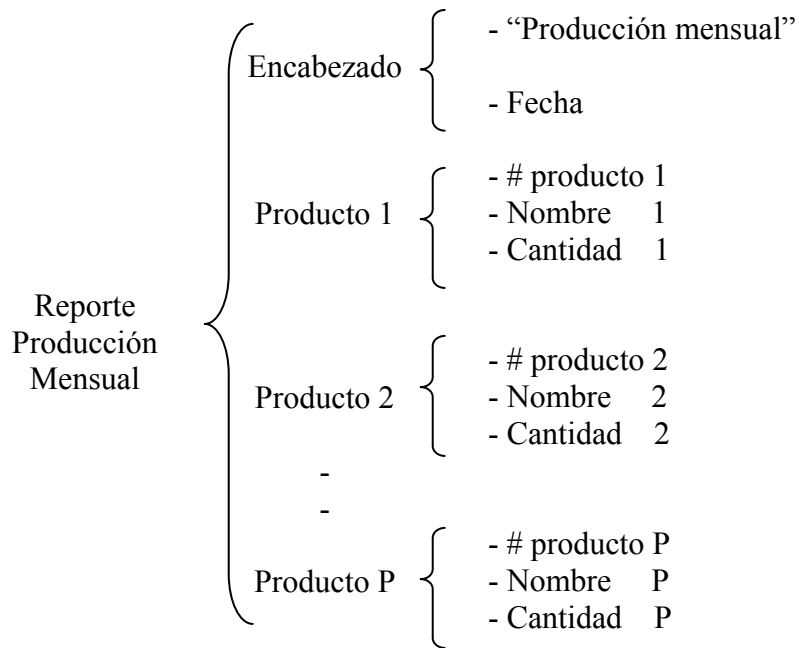 Encabezado
- “Producción mensual”
- Fecha
Producto 1
- # producto 1
- Nombre 1
- Cantidad 1
Reporte
Producción
Mensual
Producto 2
- # producto 2
- Nombre 2
- Cantidad 2
-
-
Producto P
- # producto P
- Nombre P
- Cantidad P